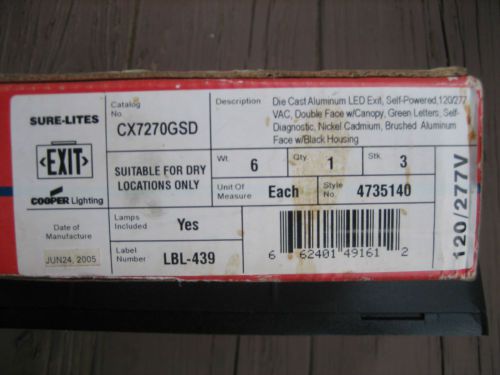 SURE-LITES
<EXIT>
COOPER Lighting
Date of
Manufacture
JUN24, 2005
Catalog
No.
CX7270GSD
SUITABLE FOR DRY
LOCATIONS ONLY
Lamps
Included
Yes
Label
Number
LBL-439
Description
Die Cast Aluminum LED Exit, Self-Powered,120/277
VAC, Double Face w/Canopy, Green Letters, Self-
Diagnostic, Nickel Cadmium, Brushed Aluminum
Face w/Black Housing
Wt.
6
Qty
1
Stk
3
Unit Of
Measure
Each
Style
No.
4735140
6 62401 49161 2
120/277V